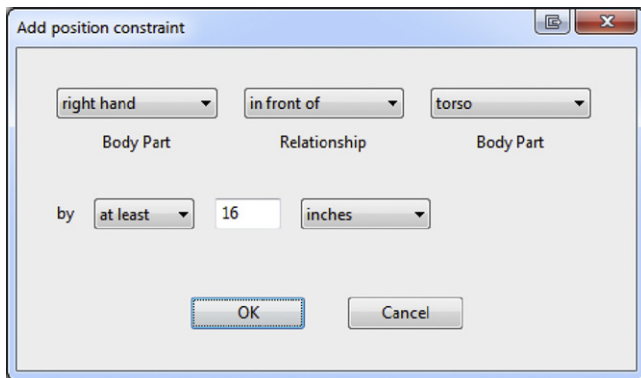 Add position constraint
right hand in front of torso
Body Part Relationship Body Part
by at least 16 inches
OK Cancel